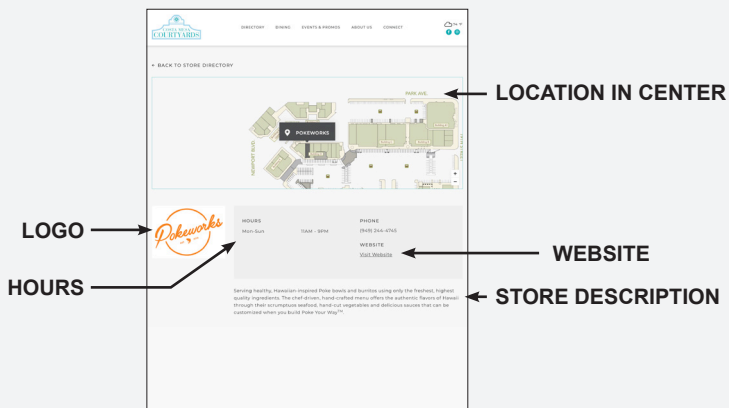 COSTA MESA
COURTYARDS
DIRECTORY DINING EVENTS & PROMOS ABOUT US CONNECT
BACK TO STORE DIRECTORY
PARK AVE.
LOCATION IN CENTER
POKEWORKS
NEWPORT BLVD.
+
−
LOGO
Pokeworks
HOURS
Mon-Sun 11AM - 9PM
PHONE
(949) 244-4745
WEBSITE
Visit Website
WEBSITE
HOURS
Serving healthy, Hawaiian-inspired Poke bowls and burritos using only the freshest, highest
quality ingredients. The chef-driven, hand-crafted menu offers the authentic flavors of Hawaii
through their scrumptuous seafood, hand-cut vegetables and delicious sauces that can be
customized when you build Poke Your Way™.
STORE DESCRIPTION